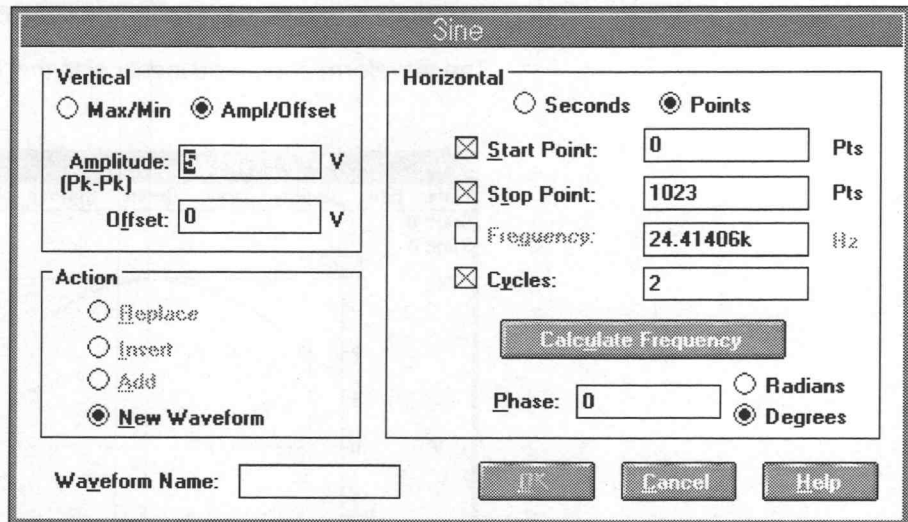 Sine
Vertical
Max/Min Ampl/Offset
Amplitude: 5 V
(Pk-Pk)
Offset: 0 V
Action
Replace
Insert
Add
New Waveform
Horizontal
Seconds Points
Start Point: 0 Pts
Stop Point: 1023 Pts
Frequency: 24.41406k Hz
Cycles: 2
Calculate Frequency
Phase: 0
Radians
Degrees
Waveform Name:
OK Cancel Help